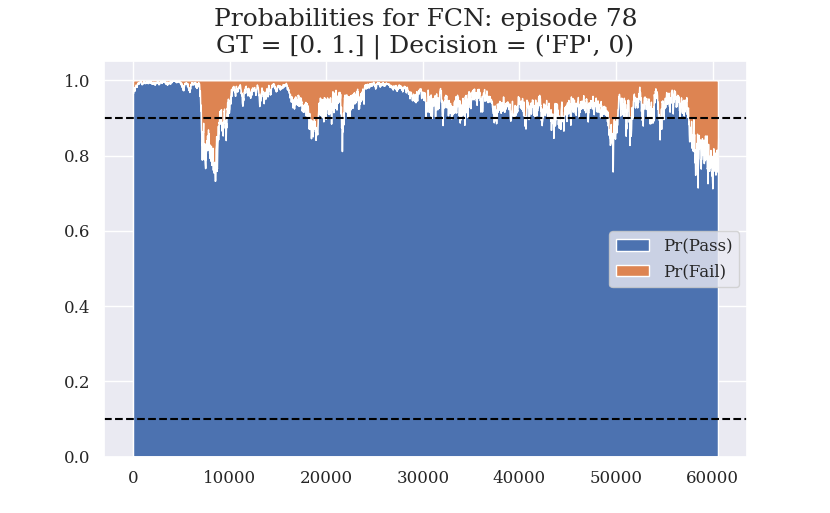 Probabilities for FCN: episode 78
GT = [0. 1.] | Decision = ('FP', 0)
1.0
0.8
0.6
0.4
0.2
0.0
Pr(Pass)
Pr(Fail)
0 10000 20000 30000 40000 50000 60000